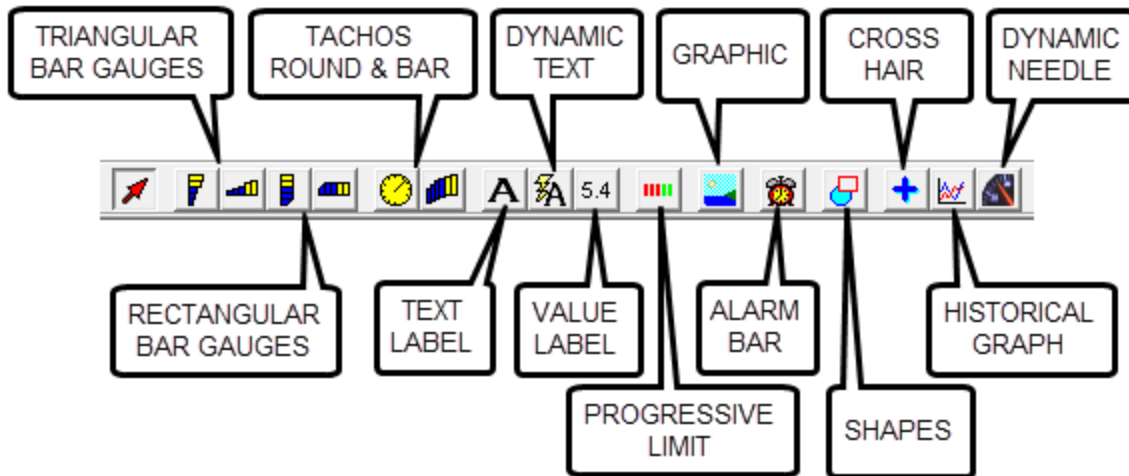 TRIANGULAR
BAR GAUGES
TACHOS
ROUND & BAR
DYNAMIC
TEXT
GRAPHIC
CROSS
HAIR
DYNAMIC
NEEDLE
A
A
5.4
RECTANGULAR
BAR GAUGES
TEXT
LABEL
VALUE
LABEL
ALARM
BAR
HISTORICAL
GRAPH
PROGRESSIVE
LIMIT
SHAPES